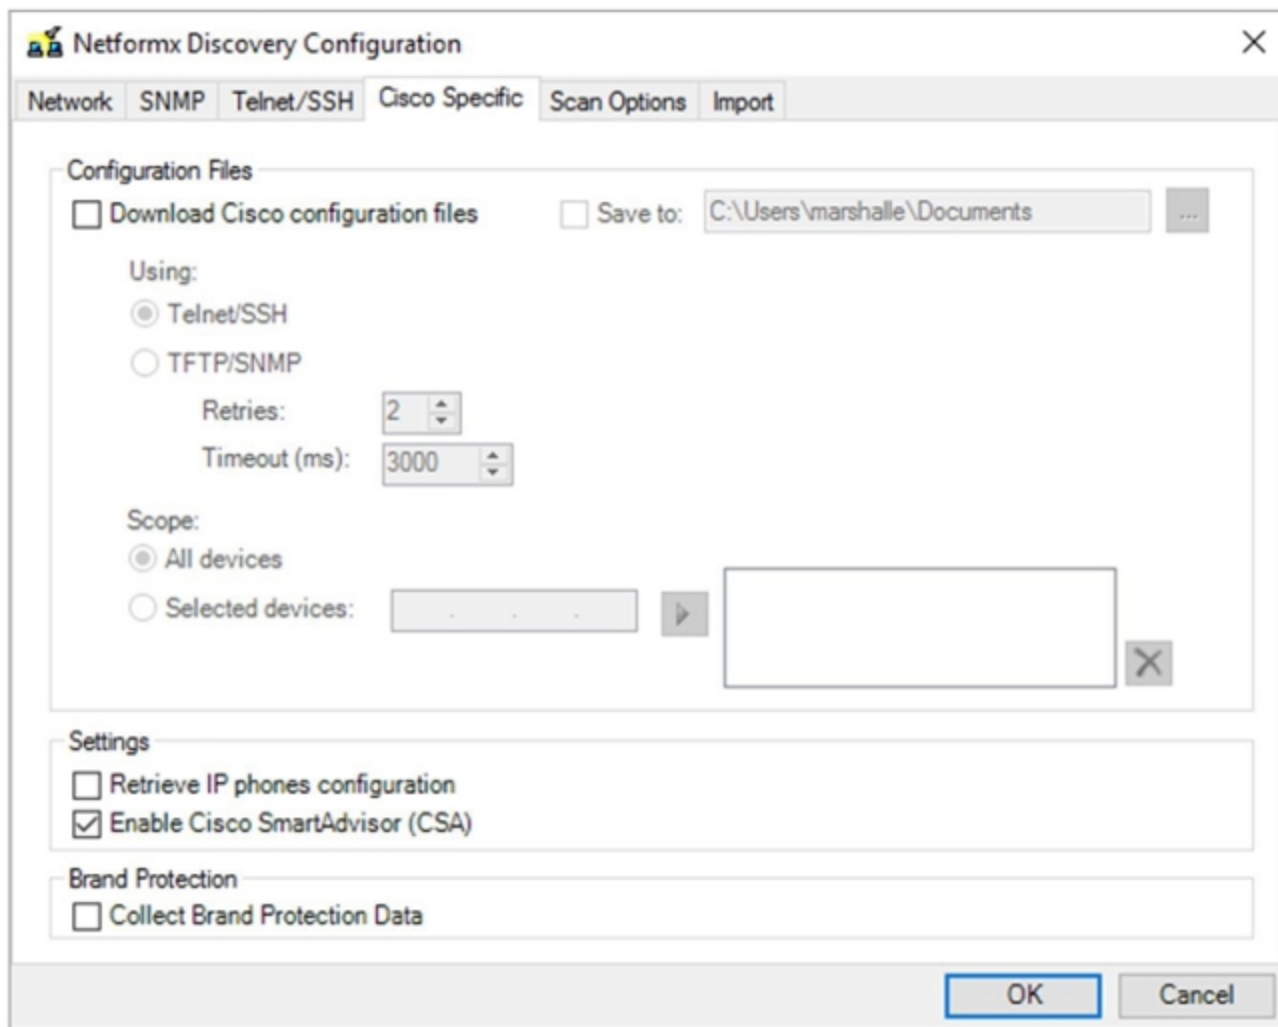 Netformx Discovery Configuration
Network SNMP Telnet/SSH Cisco Specific Scan Options Import
Configuration Files
Download Cisco configuration files Save to: C:\Users\marshalle\Documents ...
Using:
Telnet/SSH
TFTP/SNMP
Retries: 2
Timeout (ms): 3000
Scope:
All devices
Selected devices: . . .
Settings
Retrieve IP phones configuration
Enable Cisco SmartAdvisor (CSA)
Brand Protection
Collect Brand Protection Data
OK Cancel